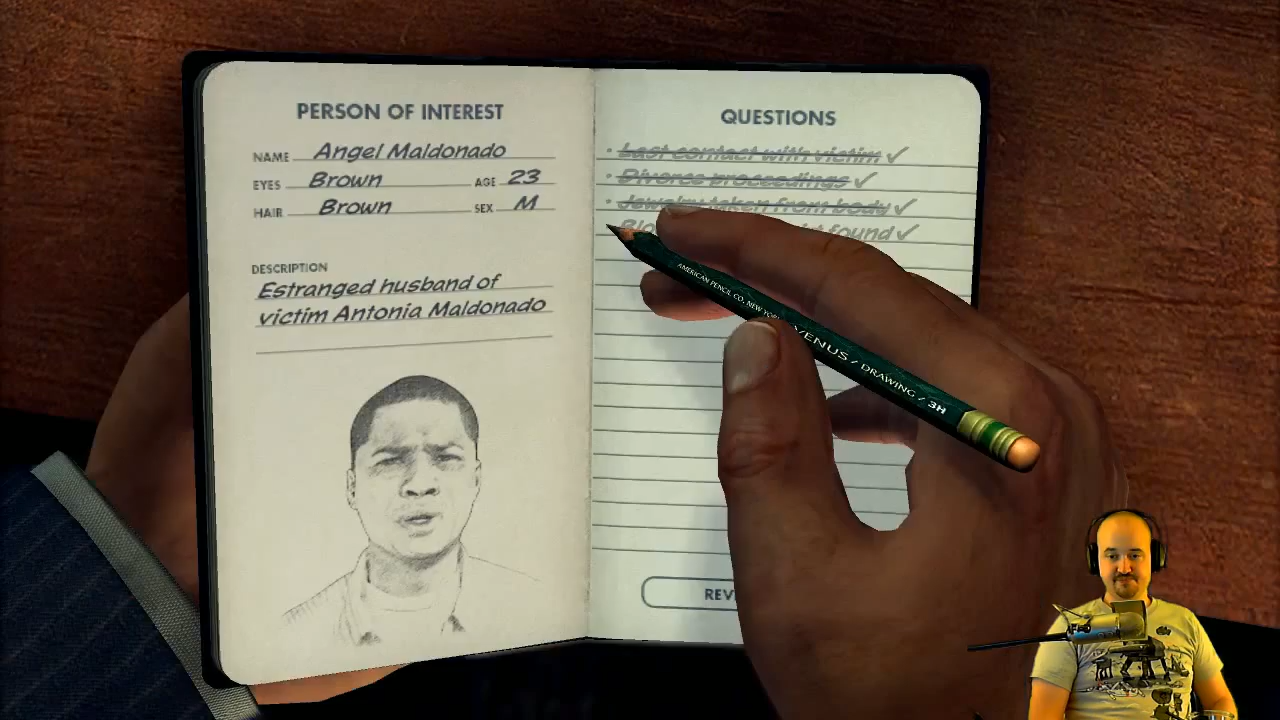 PERSON OF INTEREST
NAME Angel Maldonado
EYES Brown AGE 23
HAIR Brown SEX M
DESCRIPTION
Estranged husband of
victim Antonia Maldonado
QUESTIONS
• Last contact with victim ✓
• Divorce proceedings ✓
• Jewelry taken from body ✓
found ✓
AMERICAN PENCIL CO. NEW YORK VENUS / DRAWING / 3H
REV